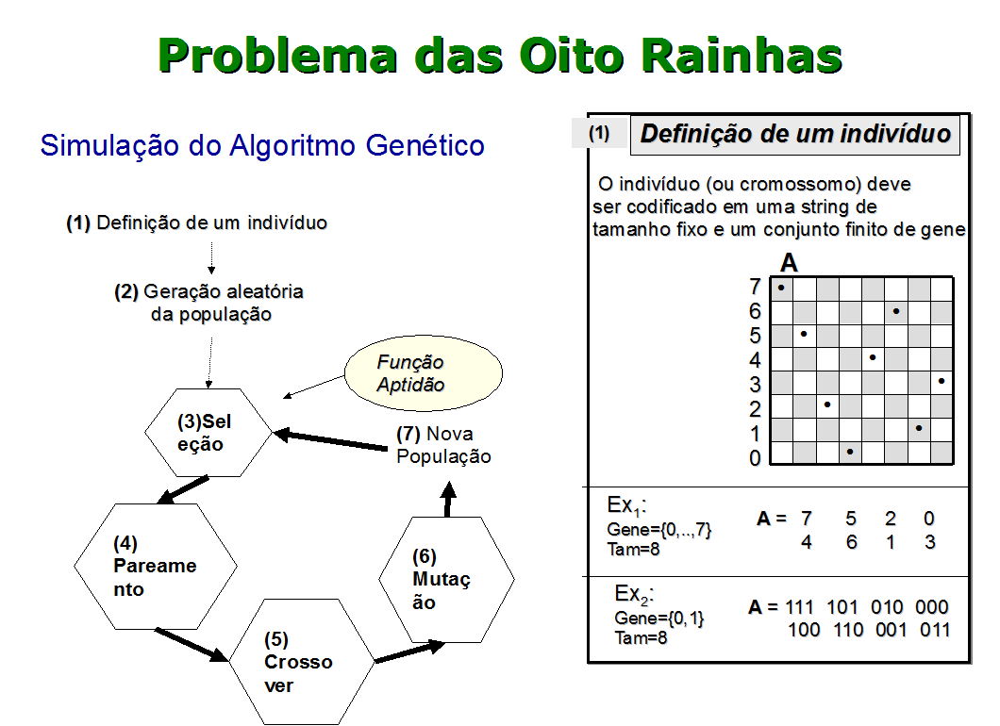 Problema das Oito Rainhas
Simulação do Algoritmo Genético
(1) Definição de um indivíduo
(2) Geração aleatória
da população
Função
Aptidão
(3)Sel
eção
(7) Nova
População
(4)
Pareame
nto
(6)
Mutaç
ão
(5)
Crosso
ver
(1)
Definição de um indivíduo
O indivíduo (ou cromossomo) deve
ser codificado em uma string de
tamanho fixo e um conjunto finito de gene
A
7
6
5
4
3
2
1
0
Ex1:
Gene={0,..,7}
Tam=8
A = 7 5 2 0
4 6 1 3
Ex2:
Gene={0,1}
Tam=8
A = 111 101 010 000
100 110 001 011